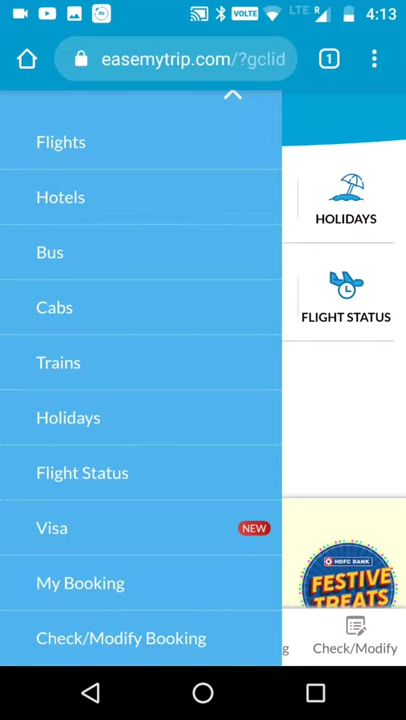 VOLTE LTE R 4:13
easemytrip.com/?gclid
1
Flights
Hotels
Bus
Cabs
Trains
Holidays
Flight Status
Visa NEW
My Booking
Check/Modify Booking
HOLIDAYS
FLIGHT STATUS
HDFC BANK
FESTIVE
TREATS
g Check/Modify